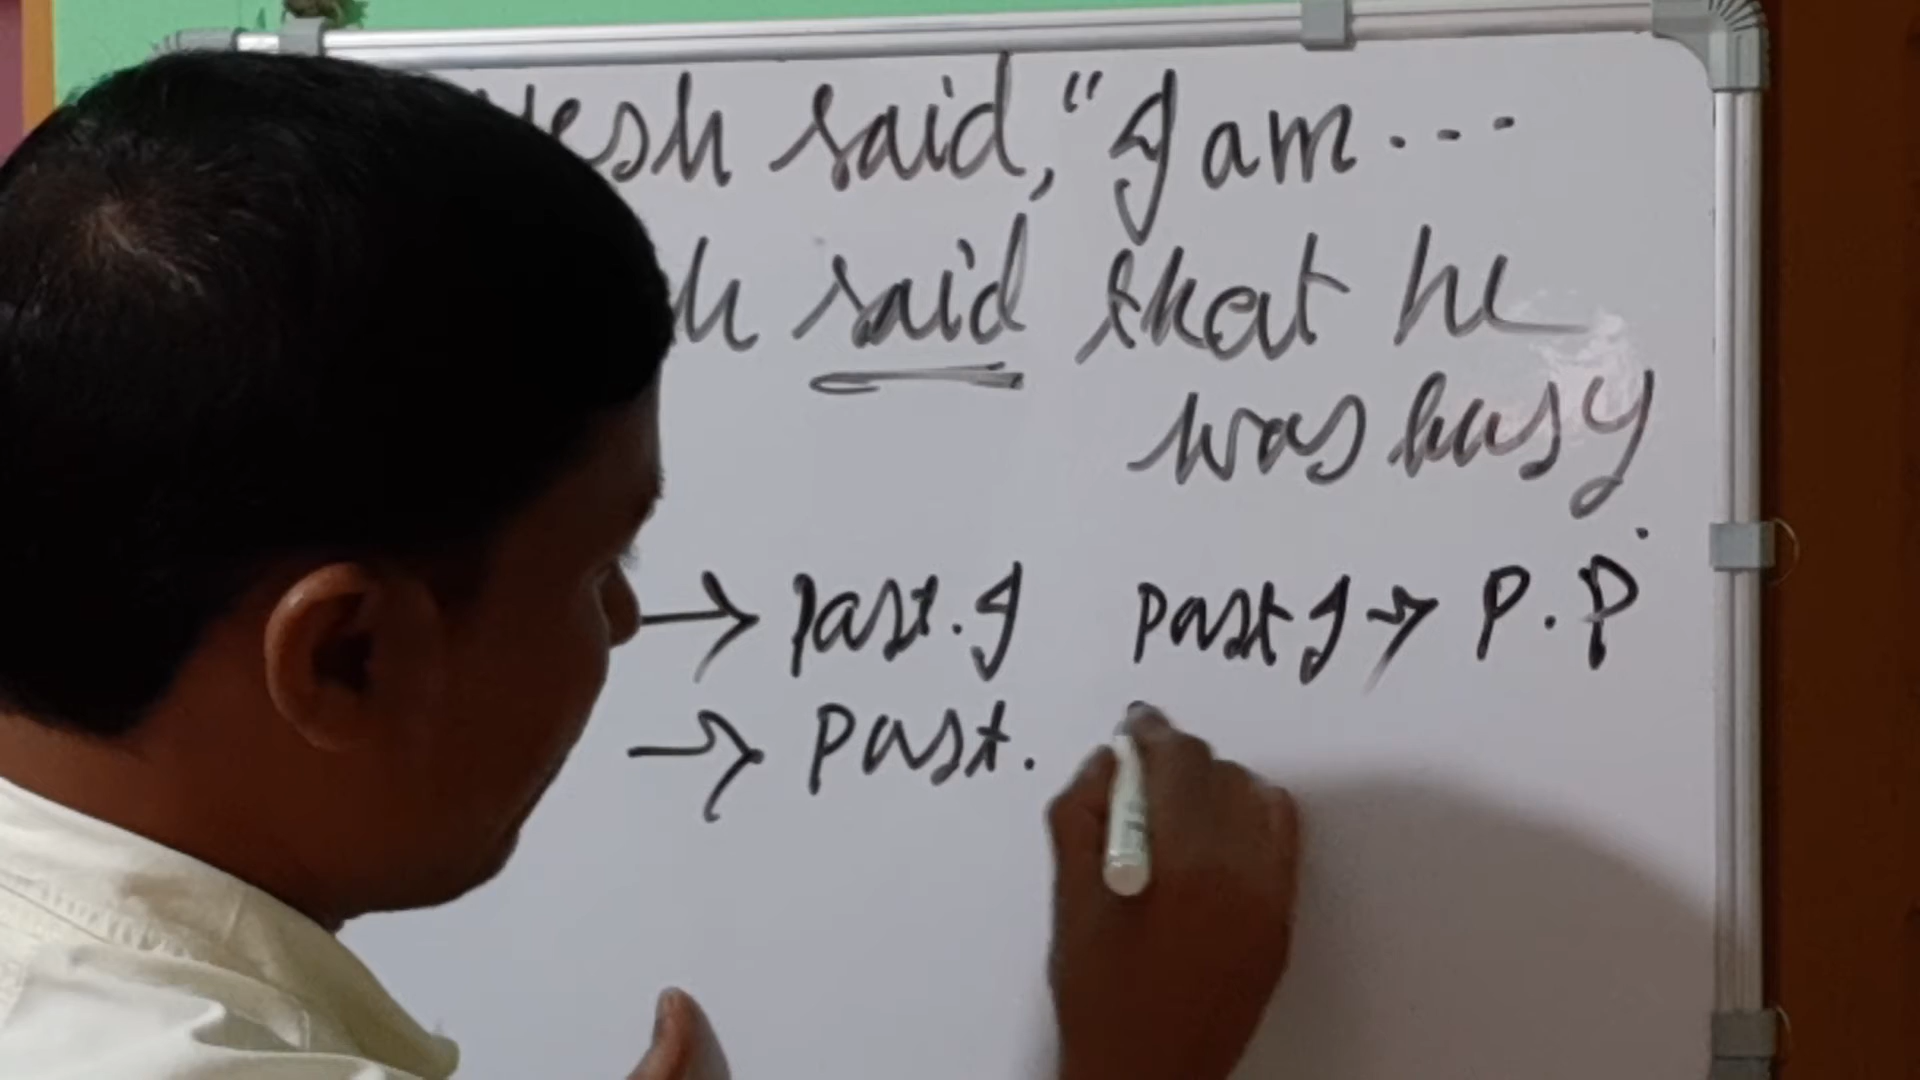 said, "I am...
said that he
was busy
→ Past. I Past I → P.P
→ Past.